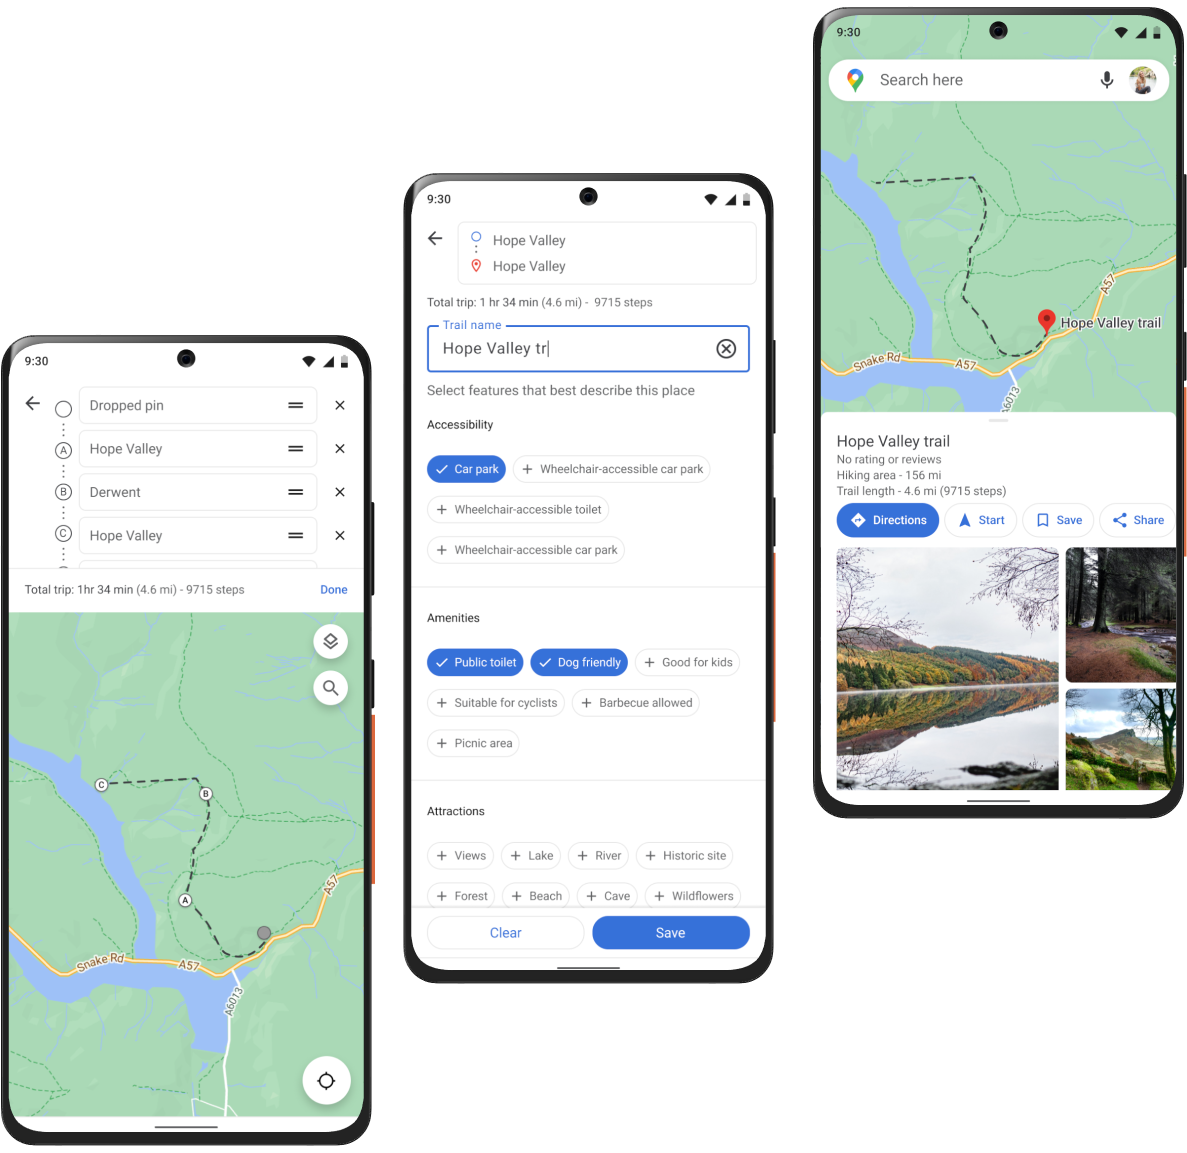 9:30
Dropped pin
A
Hope Valley
B
Derwent
C
Hope Valley
Total trip: 1hr 34 min (4.6 mi) - 9715 steps
Done
C
B
A
A57
Snake Rd
A57
A6013
9:30
Hope Valley
Hope Valley
Total trip: 1 hr 34 min (4.6 mi) - 9715 steps
Trail name
Hope Valley tr
Select features that best describe this place
Accessibility
Car park
Wheelchair-accessible car park
Wheelchair-accessible toilet
Wheelchair-accessible car park
Amenities
Public toilet
Dog friendly
Good for kids
Suitable for cyclists
Barbecue allowed
Picnic area
Attractions
Views
Lake
River
Historic site
Forest
Beach
Cave
Wildflowers
Clear
Save
9:30
Search here
A57
Hope Valley trail
Snake Rd
A57
A6013
Hope Valley trail
No rating or reviews
Hiking area - 156 mi
Trail length - 4.6 mi (9715 steps)
Directions
Start
Save
Share